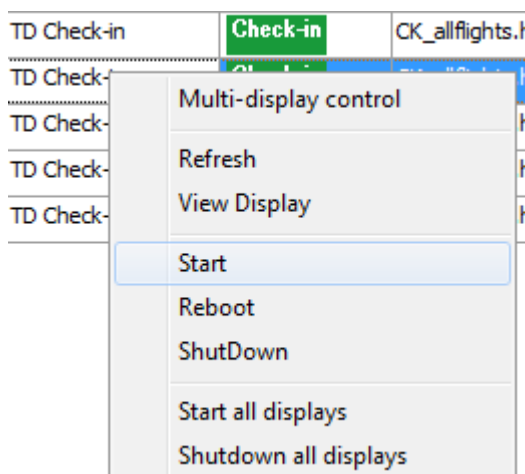 TD Check-in Check-in CK_allflights.h
TD Check-
Multi-display control
TD Check-
Refresh
TD Check-
View Display
TD Check-
Start
Reboot
ShutDown
Start all displays
Shutdown all displays